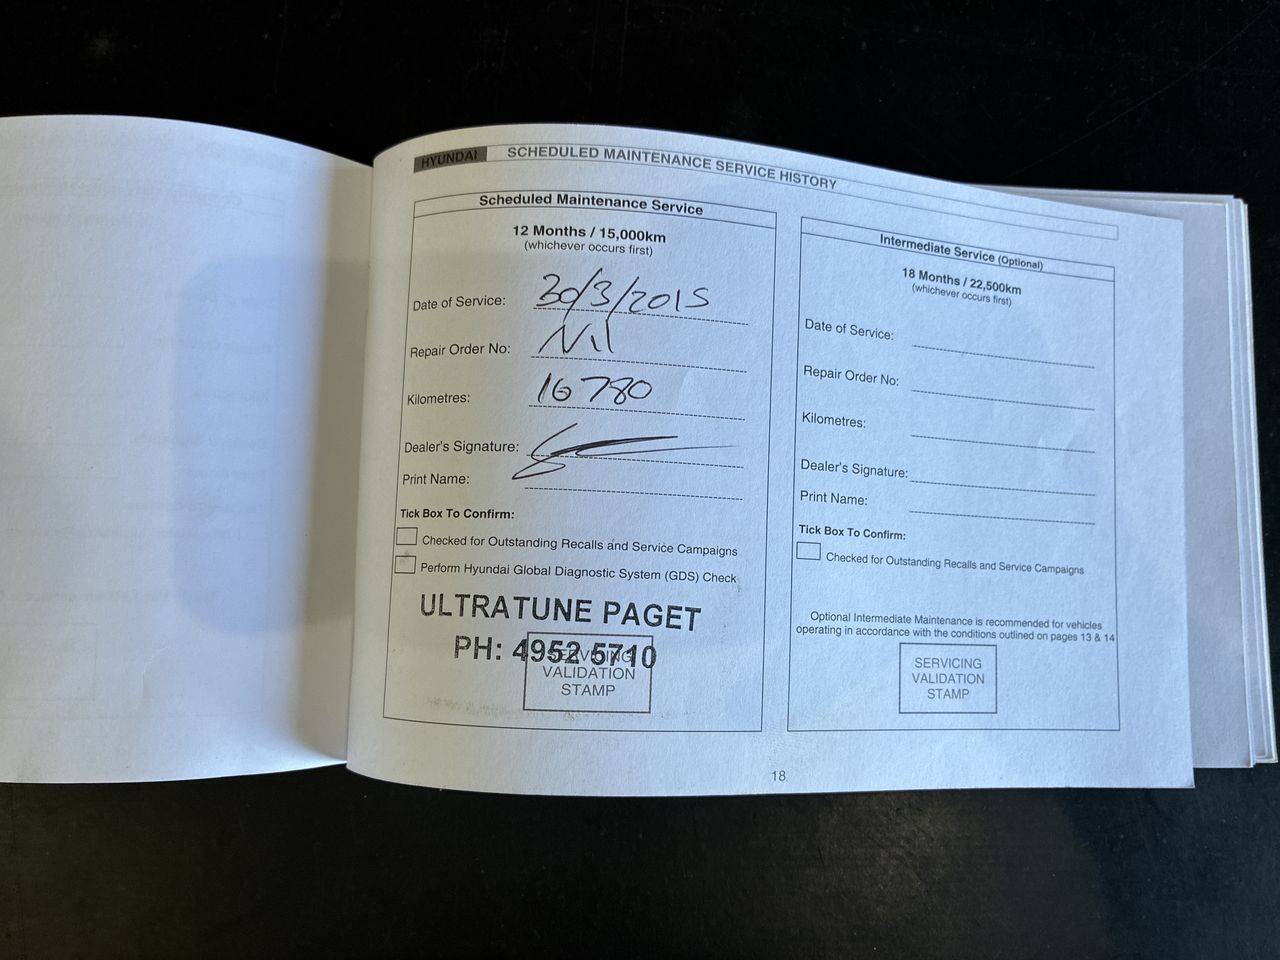 HYUNDAI SCHEDULED MAINTENANCE SERVICE HISTORY
Scheduled Maintenance Service
12 Months / 15,000km
(whichever occurs first)
Date of Service: 30/3/2015
Repair Order No: Nil
Kilometres: 16780
Dealer's Signature:
Print Name:
Tick Box To Confirm:
Checked for Outstanding Recalls and Service Campaigns
Perform Hyundai Global Diagnostic System (GDS) Check
ULTRATUNE PAGET
PH: 4952 5710
SERVICING
VALIDATION
STAMP
Intermediate Service (Optional)
18 Months / 22,500km
(whichever occurs first)
Date of Service:
Repair Order No:
Kilometres:
Dealer's Signature:
Print Name:
Tick Box To Confirm:
Checked for Outstanding Recalls and Service Campaigns
Optional Intermediate Maintenance is recommended for vehicles
operating in accordance with the conditions outlined on pages 13 & 14
SERVICING
VALIDATION
STAMP
18